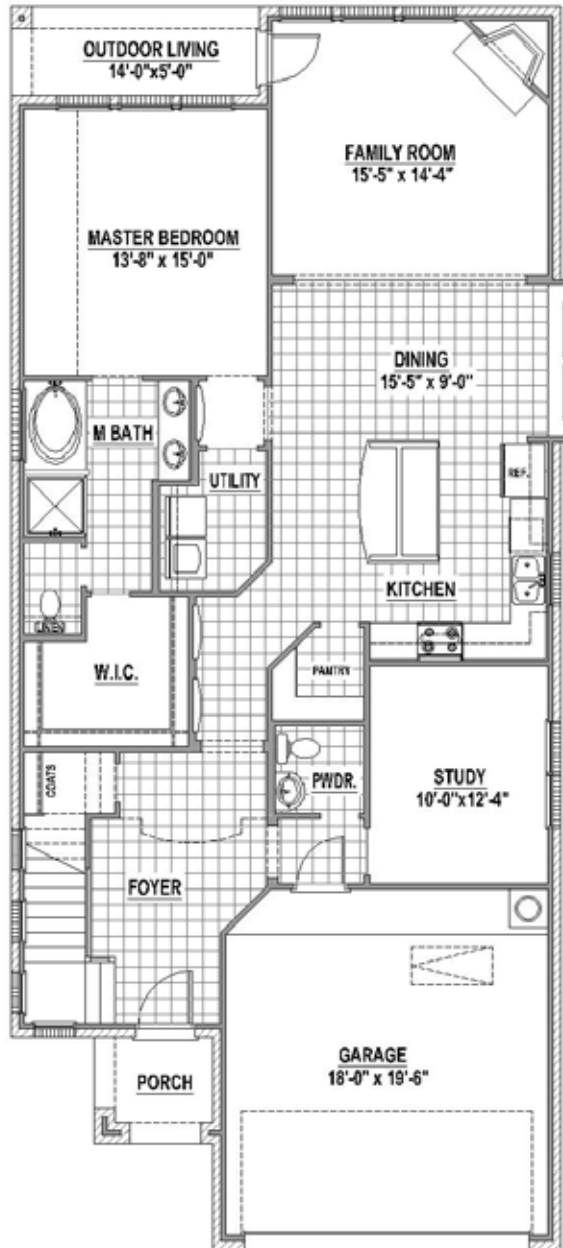 OUTDOOR LIVING
14'-0"x5'-0"
FAMILY ROOM
15'-5" x 14'-4"
MASTER BEDROOM
13'-8" x 15'-0"
DINING
15'-5" x 9'-0"
M BATH
UTILITY
REF.
KITCHEN
LINEN
W.I.C.
PANTRY
COATS
PWDR.
STUDY
10'-0"x12'-4"
FOYER
GARAGE
18'-0" x 19'-6"
PORCH